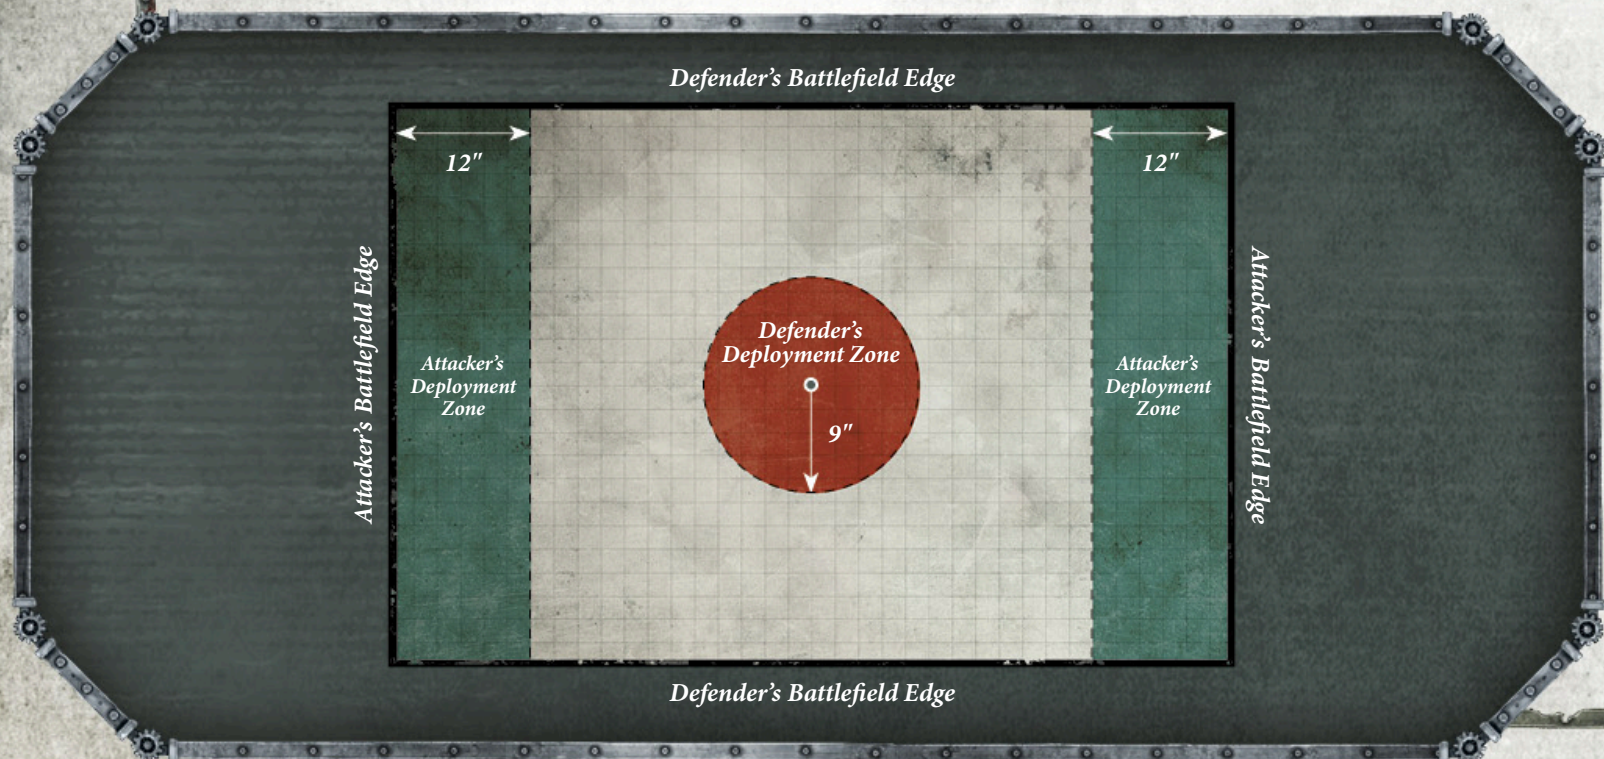 Defender’s Battlefield Edge
12″
12″
Attacker’s Battlefield Edge
Attacker’s
Deployment
Zone
Defender’s
Deployment Zone
9″
Attacker’s
Deployment
Zone
Attacker’s Battlefield Edge
Defender’s Battlefield Edge